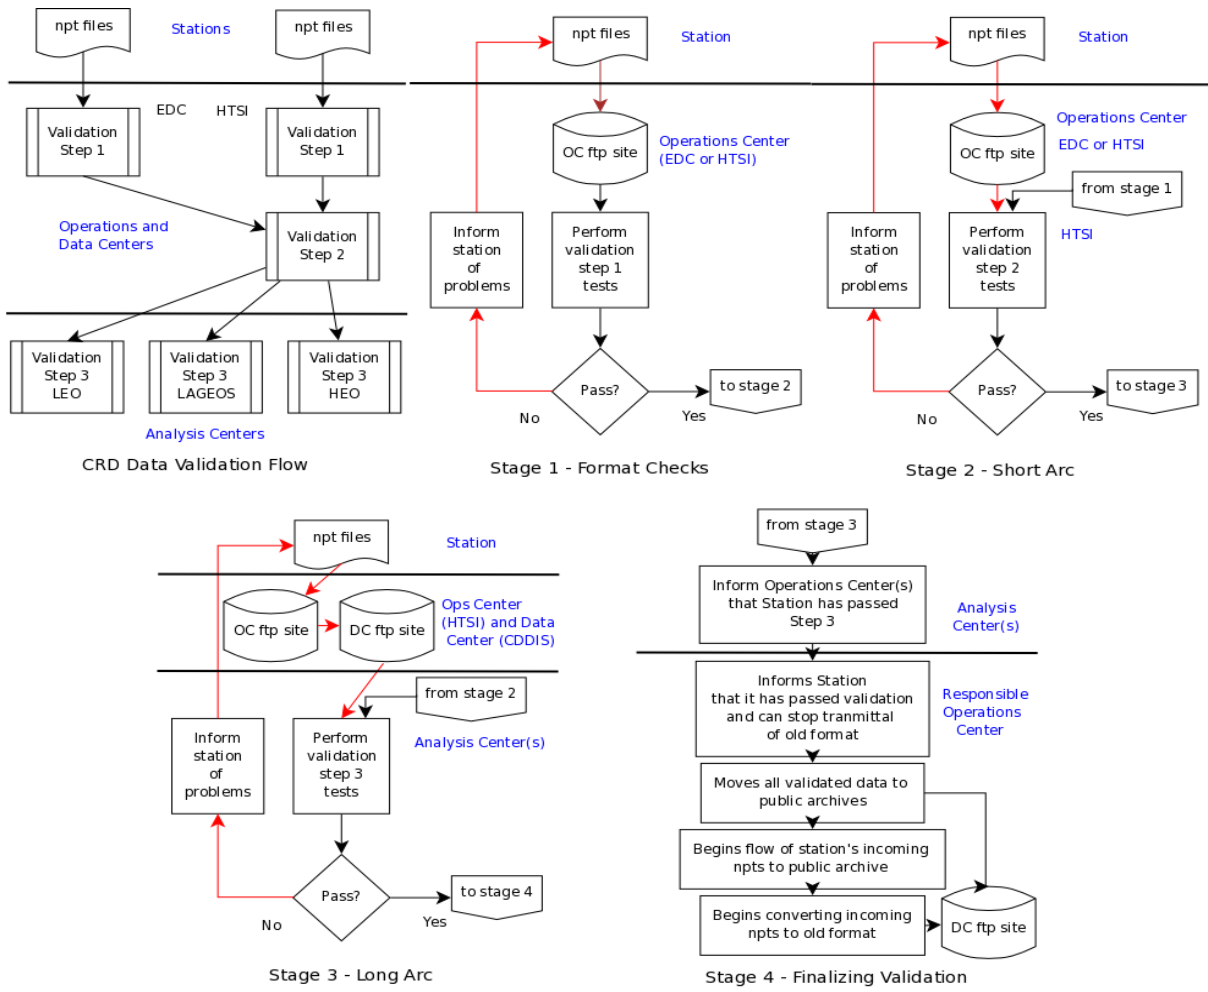 npt files
Stations
npt files
EDC
HTSI
Validation
Step 1
Validation
Step 1
Operations and
Data Centers
Validation
Step 2
Validation
Step 3
LEO
Validation
Step 3
LAGEOS
Validation
Step 3
HEO
Analysis Centers
CRD Data Validation Flow
npt files
Station
OC ftp site
Operations Center
(EDC or HTSI)
Inform
station
of
problems
Perform
validation
step 1
tests
Pass?
to stage 2
No
Yes
Stage 1 - Format Checks
npt files
Station
Operations Center
EDC or HTSI
OC ftp site
from stage 1
HTSI
Inform
station
of
problems
Perform
validation
step 2
tests
Pass?
to stage 3
No
Yes
Stage 2 - Short Arc
npt files
Station
OC ftp site
DC ftp site
Ops Center
(HTSI) and Data
Center (CDDIS)
from stage 2
Analysis Center(s)
Inform
station
of
problems
Perform
validation
step 3
tests
Pass?
to stage 4
No
Yes
Stage 3 - Long Arc
from stage 3
Inform Operations Center(s)
that Station has passed
Step 3
Analysis
Center(s)
Informs Station
that it has passed validation
and can stop tranmittal
of old format
Responsible
Operations
Center
Moves all validated data to
public archives
Begins flow of station's incoming
npts to public archive
Begins converting incoming
npts to old format
DC ftp site
Stage 4 - Finalizing Validation